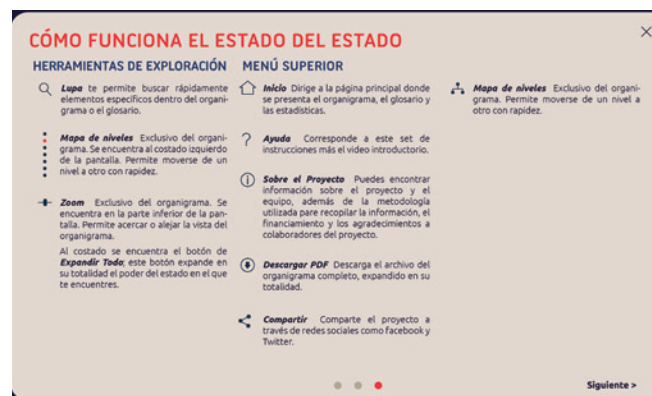 CÓMO FUNCIONA EL ESTADO DEL ESTADO
HERRAMIENTAS DE EXPLORACIÓN
Lupa te permite buscar rápidamente
elementos específicos dentro del organi-
grama o el glosario.
Mapa de niveles Exclusivo del organi-
grama. Se encuentra al costado izquierdo
de la pantalla. Permite moverse de un
nivel a otro con rapidez.
Zoom Exclusivo del organigrama. Se
encuentra en la parte inferior de la pan-
talla. Permite acercar o alejar la vista del
organigrama.
Al costado se encuentra el botón de
Expandir Todo; este botón expande en
su totalidad el poder del estado en el que
te encuentres.
MENÚ SUPERIOR
Inicio Dirige a la página principal donde
se presenta el organigrama, el glosario y
las estadísticas.
? Ayuda Corresponde a este set de
instrucciones más el video introductorio.
Sobre el Proyecto Puedes encontrar
información sobre el proyecto y el
equipo, además de la metodología
utilizada pare recopilar la información, el
financiamiento y los agradecimientos a
colaboradores del proyecto.
Descargar PDF Descarga el archivo del
organigrama completo, expandido en su
totalidad.
Compartir Comparte el proyecto a
través de redes sociales como facebook y
Twitter.
Mapa de niveles Exclusivo del organi-
grama. Permite moverse de un nivel a
otro con rapidez.
Siguiente >